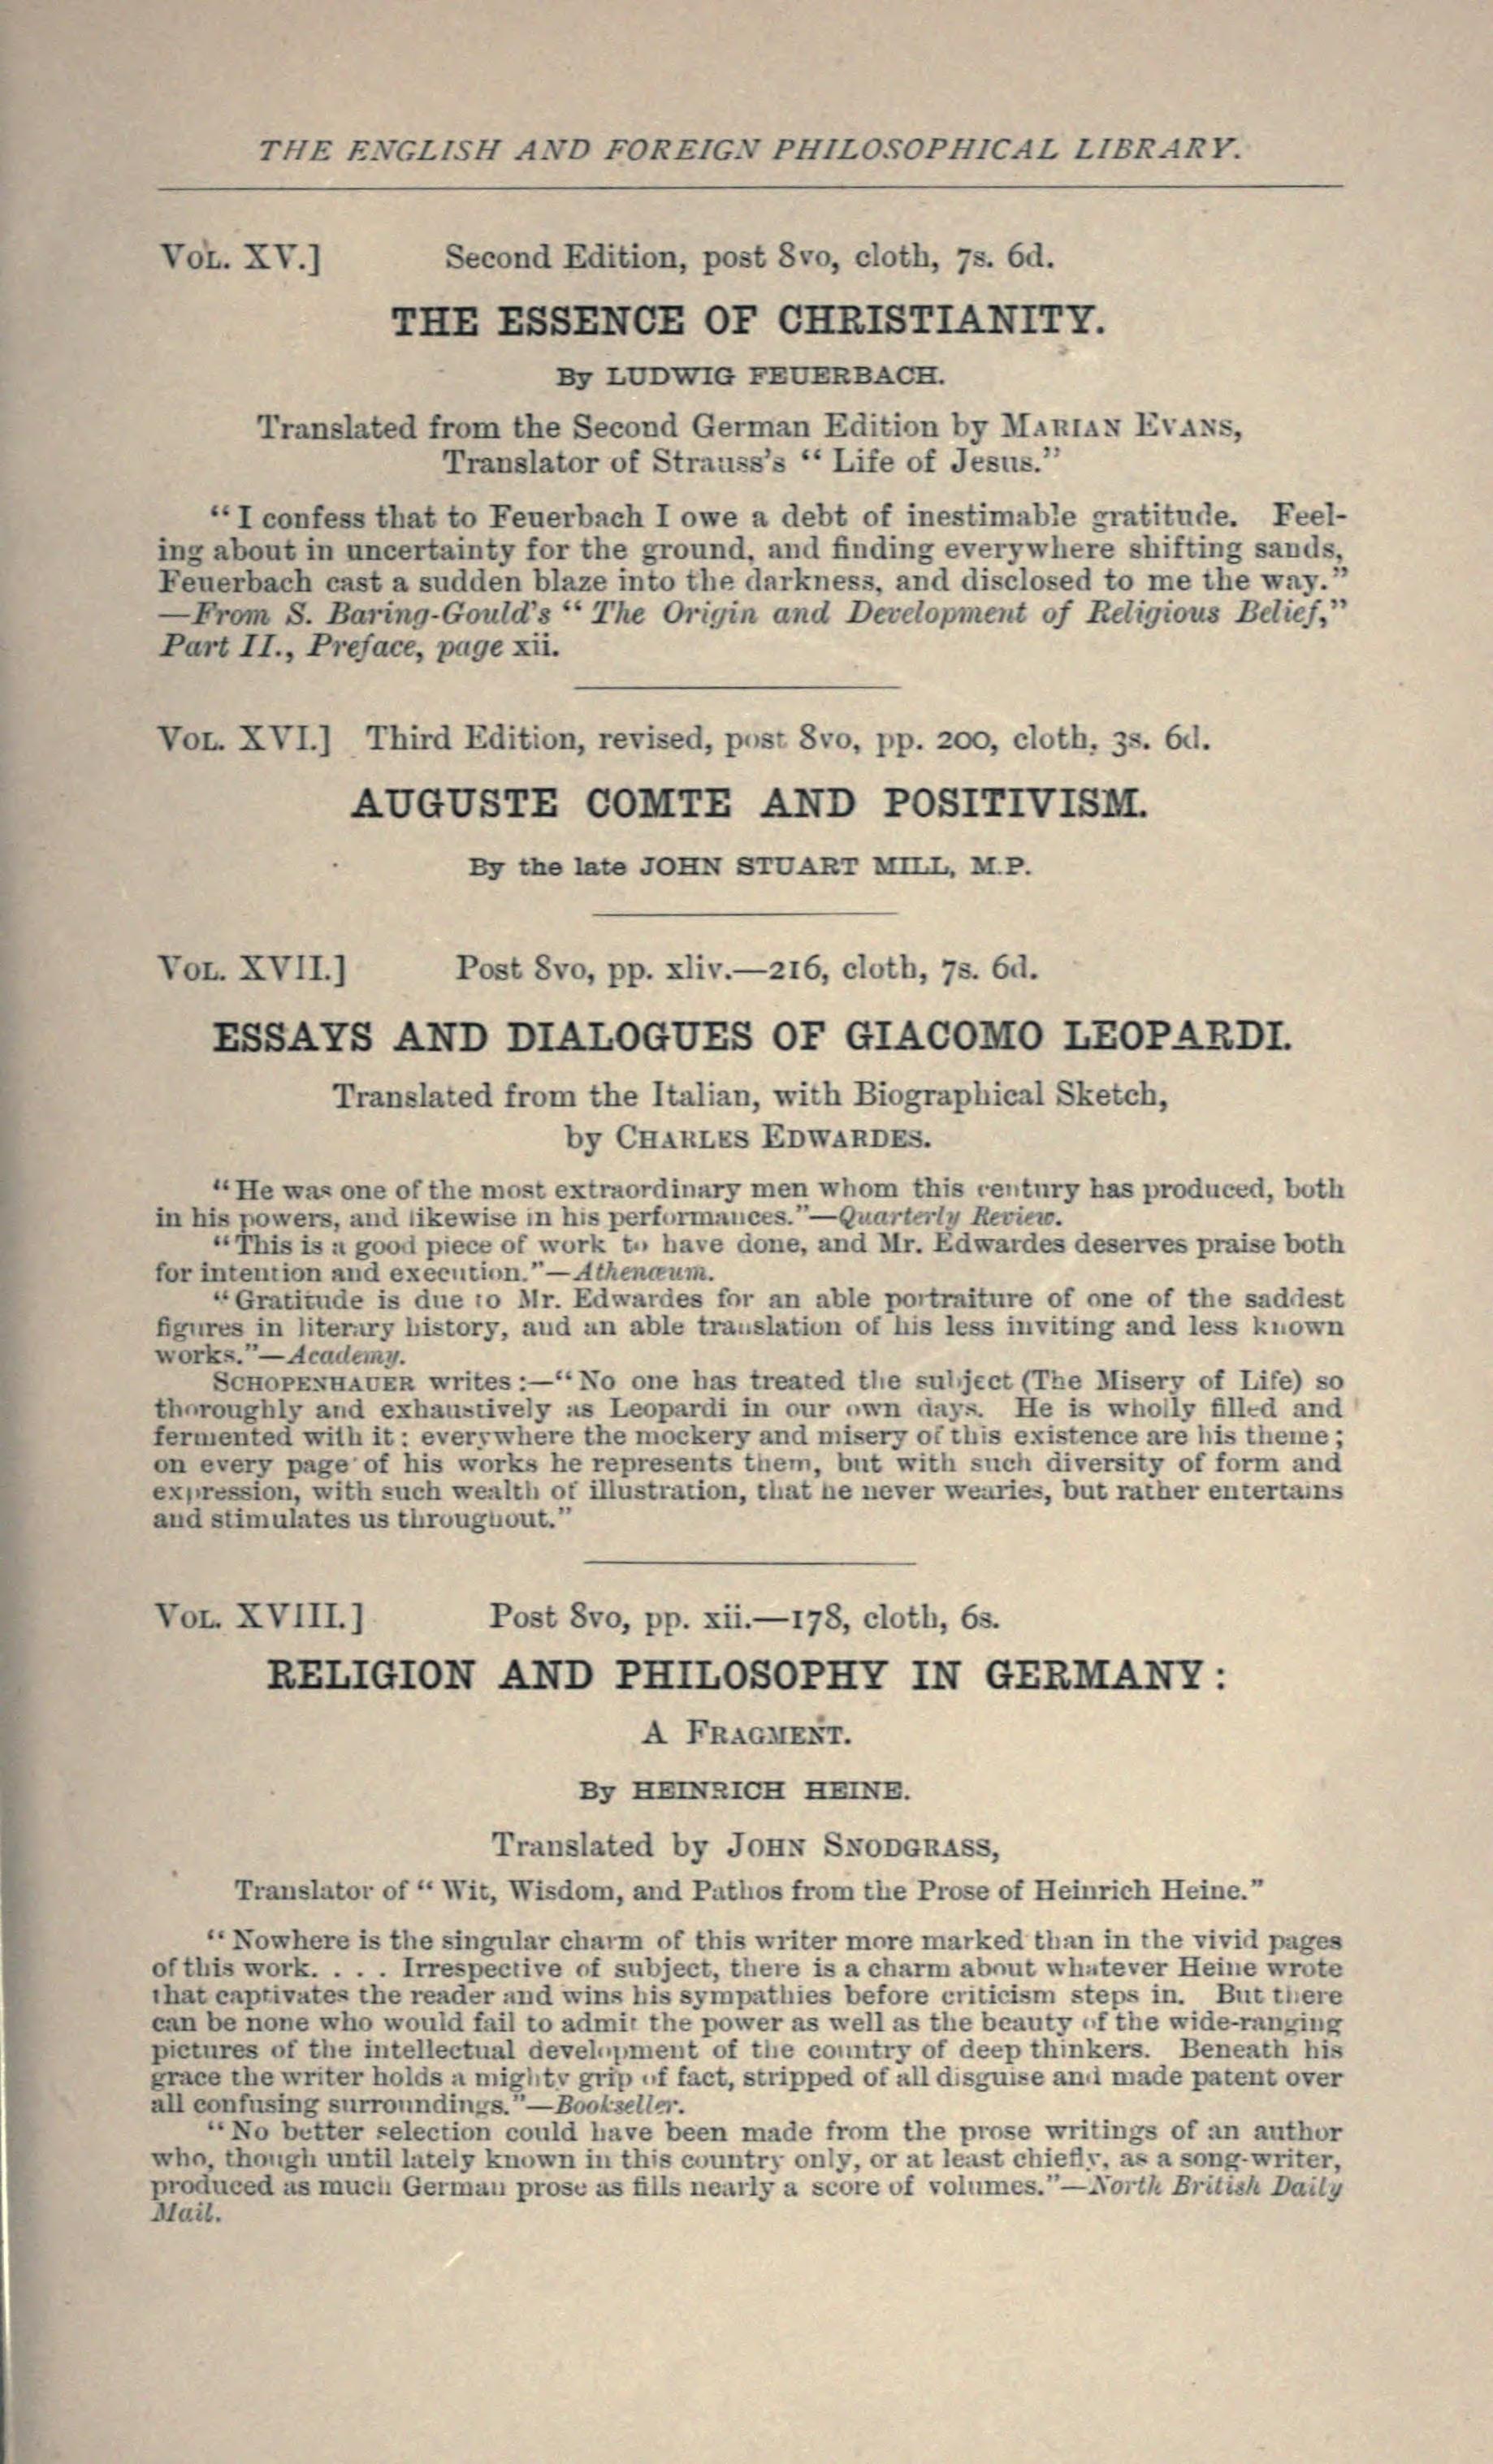 THE ENGLISH AND FOREIGN PHILOSOPHICAL LIBRARY.
VOL. XV.] Second Edition, post 8vo, cloth, 7s. 6d.
THE ESSENCE OF CHRISTIANITY.
By LUDWIG FEUERBACH.
Translated from the Second German Edition by MARIAN EVANS,
Translator of Strauss's “ Life of Jesus.”
“ I confess that to Feuerbach I owe a debt of inestimable gratitude. Feel-
ing about in uncertainty for the ground, and finding everywhere shifting sands,
Feuerbach cast a sudden blaze into the darkness, and disclosed to me the way.”
—From S. Baring-Gould's “ The Origin and Development of Religious Belief,”
Part II., Preface, page xii.
VOL. XVI.] Third Edition, revised, post 8vo, pp. 200, cloth, 3s. 6d.
AUGUSTE COMTE AND POSITIVISM.
By the late JOHN STUART MILL, M.P.
VOL. XVII.] Post 8vo, pp. xliv.—216, cloth, 7s. 6d.
ESSAYS AND DIALOGUES OF GIACOMO LEOPARDI.
Translated from the Italian, with Biographical Sketch,
by CHARLES EDWARDES.
“ He was one of the most extraordinary men whom this century has produced, both
in his powers, and likewise in his performances.”—Quarterly Review.
“ This is a good piece of work to have done, and Mr. Edwardes deserves praise both
for intention and execution.”—Athenæum.
“ Gratitude is due to Mr. Edwardes for an able portraiture of one of the saddest
figures in literary history, and an able translation of his less inviting and less known
works.”—Academy.
SCHOPENHAUER writes :—“ No one has treated the subject (The Misery of Life) so
thoroughly and exhaustively as Leopardi in our own days. He is wholly filled and
fermented with it : everywhere the mockery and misery of this existence are his theme ;
on every page of his works he represents them, but with such diversity of form and
expression, with such wealth of illustration, that he never wearies, but rather entertains
and stimulates us throughout.”
VOL. XVIII.] Post 8vo, pp. xii.—178, cloth, 6s.
RELIGION AND PHILOSOPHY IN GERMANY :
A FRAGMENT.
By HEINRICH HEINE.
Translated by JOHN SNODGRASS,
Translator of “ Wit, Wisdom, and Pathos from the Prose of Heinrich Heine.”
“ Nowhere is the singular charm of this writer more marked than in the vivid pages
of this work. . . . Irrespective of subject, there is a charm about whatever Heine wrote
that captivates the reader and wins his sympathies before criticism steps in. But there
can be none who would fail to admit the power as well as the beauty of the wide-ranging
pictures of the intellectual development of the country of deep thinkers. Beneath his
grace the writer holds a mighty grip of fact, stripped of all disguise and made patent over
all confusing surroundings.”—Bookseller.
“ No better selection could have been made from the prose writings of an author
who, though until lately known in this country only, or at least chiefly, as a song-writer,
produced as much German prose as fills nearly a score of volumes.”—North British Daily
Mail.